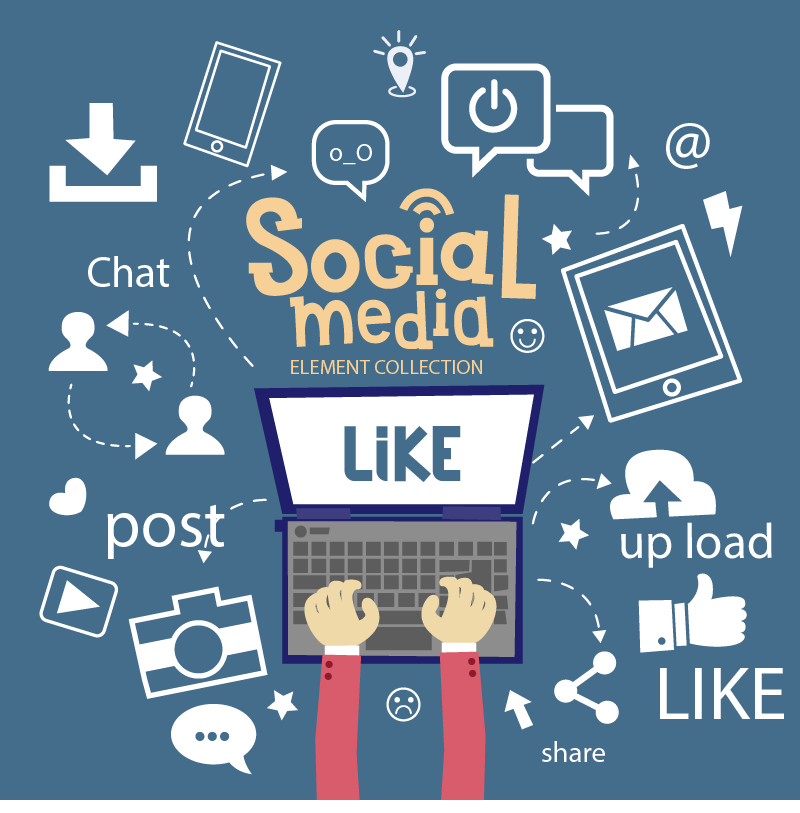 o_O
@
Social
media
ELEMENT COLLECTION
Chat
LiKE
post
up load
LIKE
share